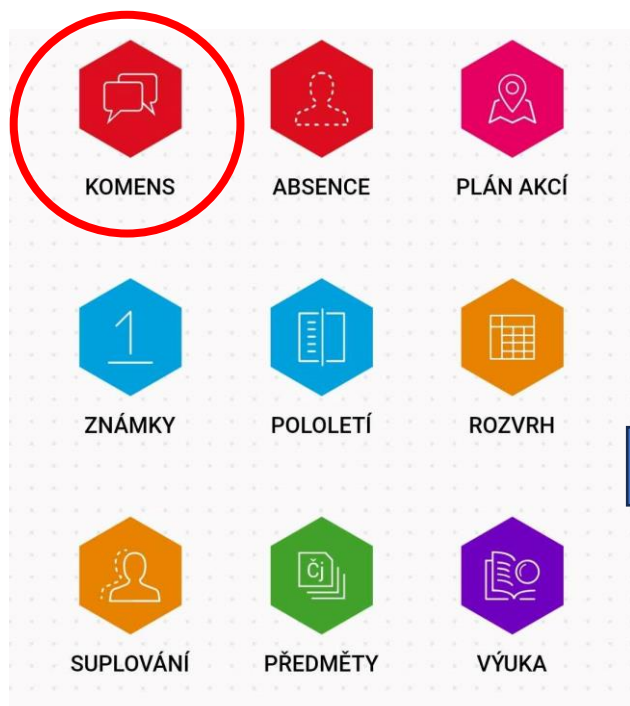 KOMENS ABSENCE PLÁN AKCÍ
1
ZNÁMKY POLOLETÍ ROZVRH
Čj
SUPLOVÁNÍ PŘEDMĚTY VÝUKA